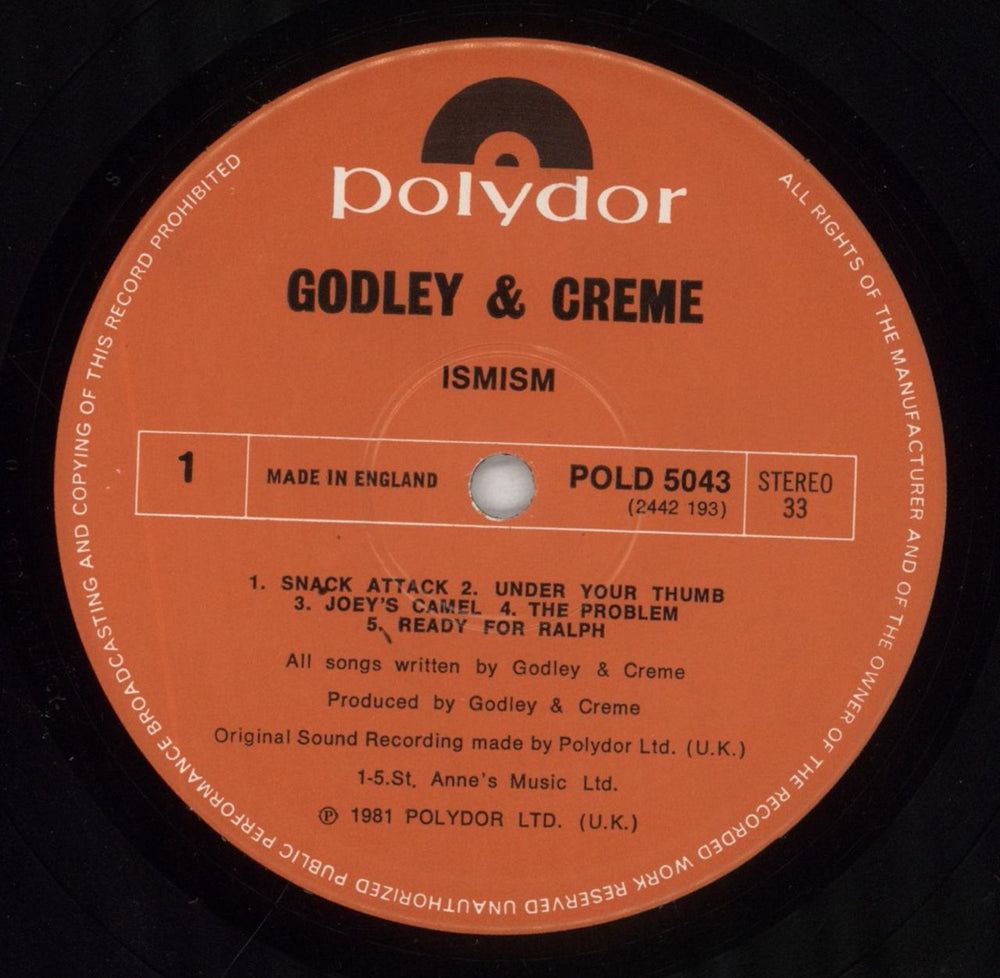 polydor
GODLEY & CREME
ISMISM
1
MADE IN ENGLAND
POLD 5043
(2442 193)
STEREO
33
1. SNACK ATTACK 2. UNDER YOUR THUMB
3. JOEY'S CAMEL 4. THE PROBLEM
5. READY FOR RALPH
All songs written by Godley & Creme
Produced by Godley & Creme
Original Sound Recording made by Polydor Ltd. (U.K.)
1-5.St. Anne's Music Ltd.
℗ 1981 POLYDOR LTD. (U.K.)
ALL RIGHTS OF THE MANUFACTURER AND OF THE OWNER OF THE RECORDED WORK RESERVED UNAUTHORIZED PUBLIC PERFORMANCE BROADCASTING AND COPYING OF THIS RECORD PROHIBITED